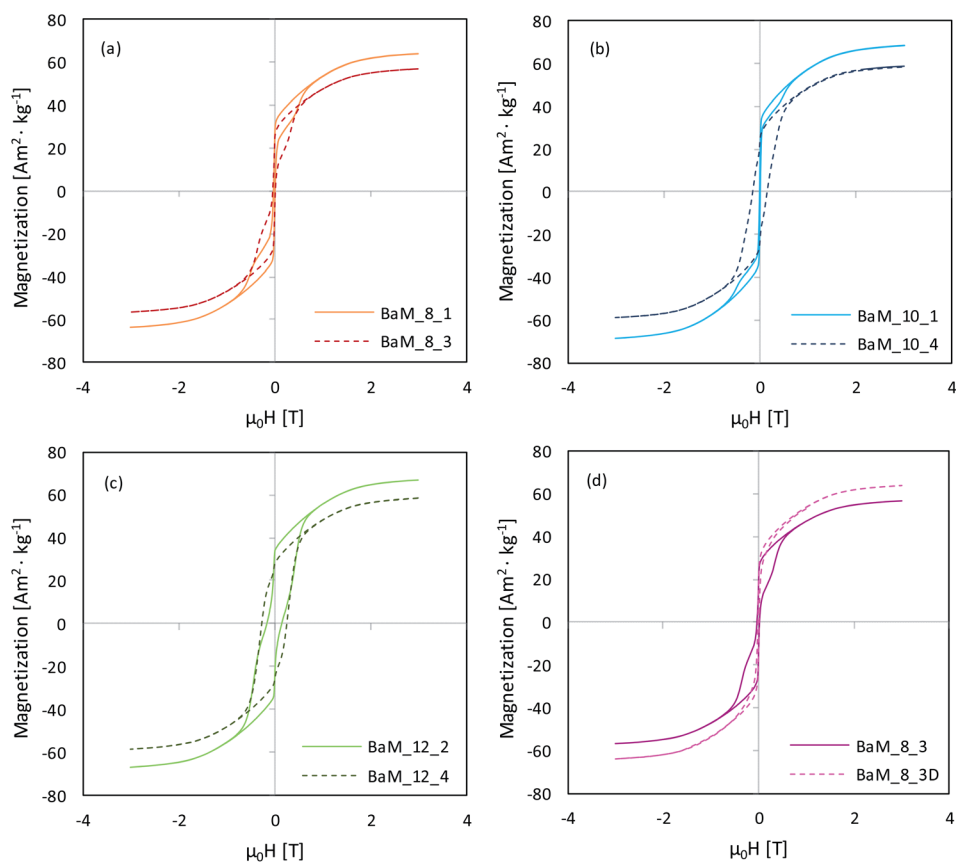 80
(a)
60
40
20
0
-20
-40
-60
-80
-4
-2
0
2
4
Magnetization [Am²· kg⁻¹]
μ₀H [T]
BaM_8_1
BaM_8_3
80
(b)
60
40
20
0
-20
-40
-60
-80
-4
-2
0
2
4
Magnetization [Am²· kg⁻¹]
μ₀H [T]
BaM_10_1
BaM_10_4
80
(c)
60
40
20
0
-20
-40
-60
-80
-4
-2
0
2
4
Magnetization [Am²· kg⁻¹]
μ₀H [T]
BaM_12_2
BaM_12_4
80
(d)
60
40
20
0
-20
-40
-60
-80
-4
-2
0
2
4
Magnetization [Am²· kg⁻¹]
μ₀H [T]
BaM_8_3
BaM_8_3D